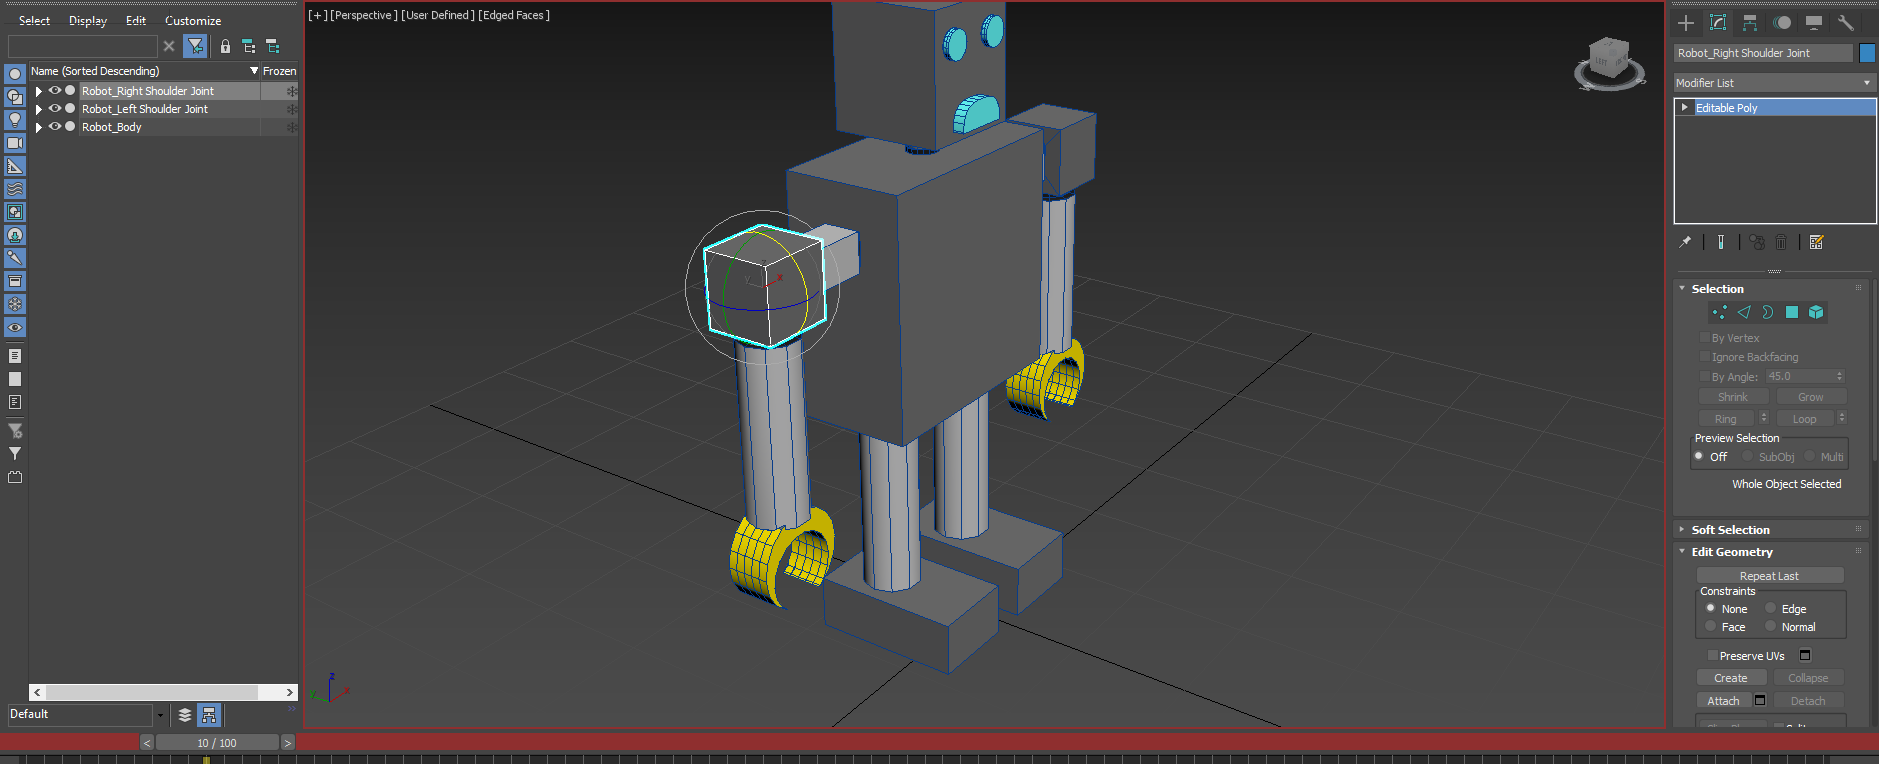 Select Display Edit Customize
Name (Sorted Descending) ▼ Frozen
Robot_Right Shoulder Joint
Robot_Left Shoulder Joint
Robot_Body
Default
[+] [Perspective] [User Defined] [Edged Faces]
LEFT
x
y
z
x
< 10 / 100 >
Robot_Right Shoulder Joint
Modifier List
Editable Poly
Selection
By Vertex
Ignore Backfacing
By Angle: 45.0
Shrink Grow
Ring Loop
Preview Selection
Off SubObj Multi
Whole Object Selected
Soft Selection
Edit Geometry
Repeat Last
Constraints
None Edge
Face Normal
Preserve UVs
Create Collapse
Attach Detach